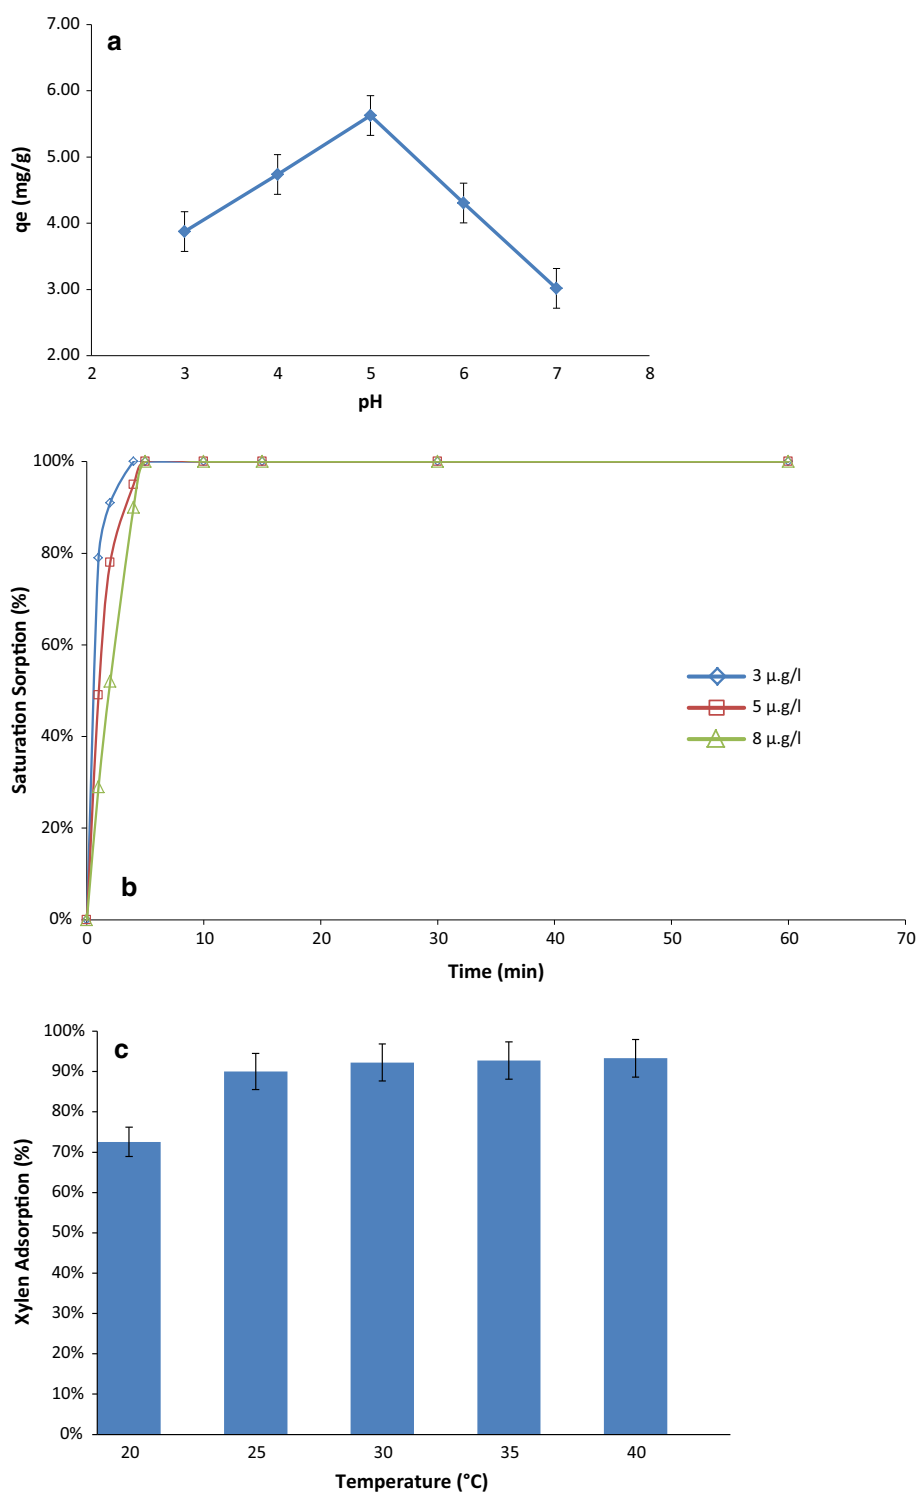 a
7.00
6.00
5.00
4.00
3.00
2.00
qe (mg/g)
2 3 4 5 6 7 8
pH
100%
80%
60%
40%
20%
0%
Saturation Sorption (%)
3 µ.g/l
5 µ.g/l
8 µ.g/l
b
0 10 20 30 40 50 60 70
Time (min)
c
100%
90%
80%
70%
60%
50%
40%
30%
20%
10%
0%
Xylen Adsorption (%)
20 25 30 35 40
Temperature (°C)